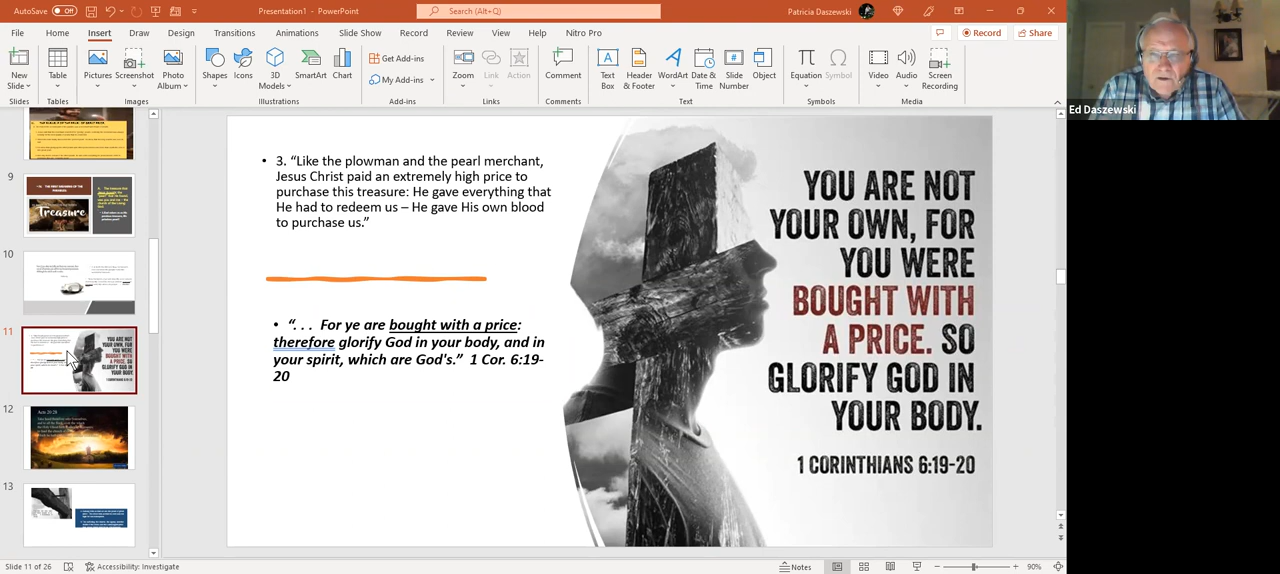 AutoSave Off Presentation1 - PowerPoint Search (Alt+Q) Patricia Daszewski
File Home Insert Draw Design Transitions Animations Slide Show Record Review View Help Nitro Pro Record Share
New Slide Table Pictures Screenshot Photo Album Shapes Icons 3D Models SmartArt Chart Get Add-ins My Add-ins Zoom Link Action Comment Text Box Header & Footer WordArt Date & Time Slide Number Object Equation Symbol Video Audio Screen Recording
Slides Tables Images Illustrations Add-ins Links Comments Text Symbols Media
Ed Daszewski
9
Treasure
10
11
12
Acts 20:28
13
• 3. “Like the plowman and the pearl merchant,
Jesus Christ paid an extremely high price to
purchase this treasure: He gave everything that
He had to redeem us – He gave His own blood
to purchase us.”
• “. . . For ye are bought with a price:
therefore glorify God in your body, and in
your spirit, which are God's.” 1 Cor. 6:19-
20
YOU ARE NOT
YOUR OWN, FOR
YOU WERE
BOUGHT WITH
A PRICE. SO
GLORIFY GOD IN
YOUR BODY.
1 CORINTHIANS 6:19-20
Slide 11 of 26 Accessibility: Investigate Notes 90%